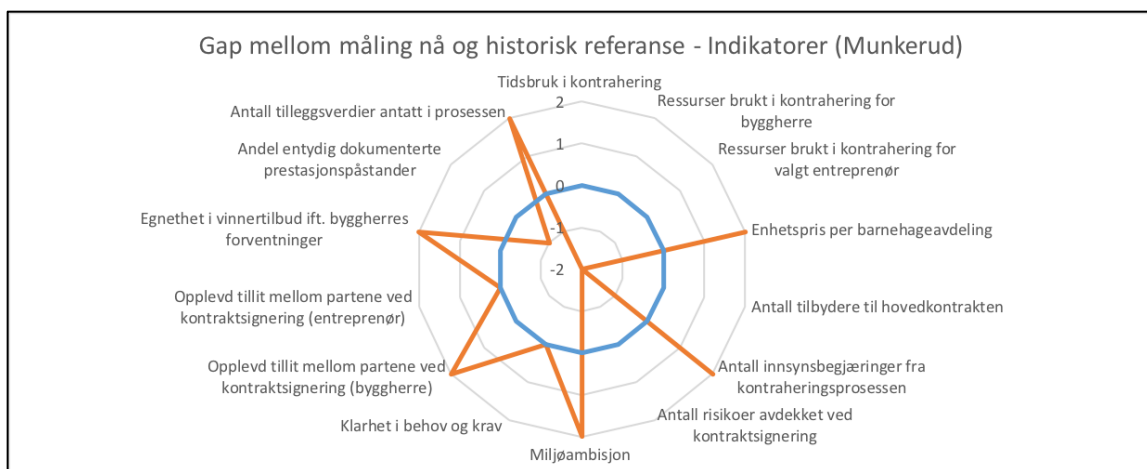 Gap mellom måling nå og historisk referanse - Indikatorer (Munkerud)
Tidsbruk i kontrahering
Ressurser brukt i kontrahering for
byggherre
Ressurser brukt i kontrahering for
valgt entreprenør
Enhetspris per barnehageavdeling
Antall tilbydere til hovedkontrakten
Antall innsynsbegjæringer fra
kontraheringsprosessen
Antall risikoer avdekket ved
kontraktsignering
Miljøambisjon
Klarhet i behov og krav
Opplevd tillit mellom partene ved
kontraktsignering (byggherre)
Opplevd tillit mellom partene ved
kontraktsignering (entreprenør)
Egnethet i vinnertilbud ift. byggherres
forventninger
Andel entydig dokumenterte
prestasjonspåstander
Antall tilleggsverdier antatt i prosessen
2
1
0
-1
-2